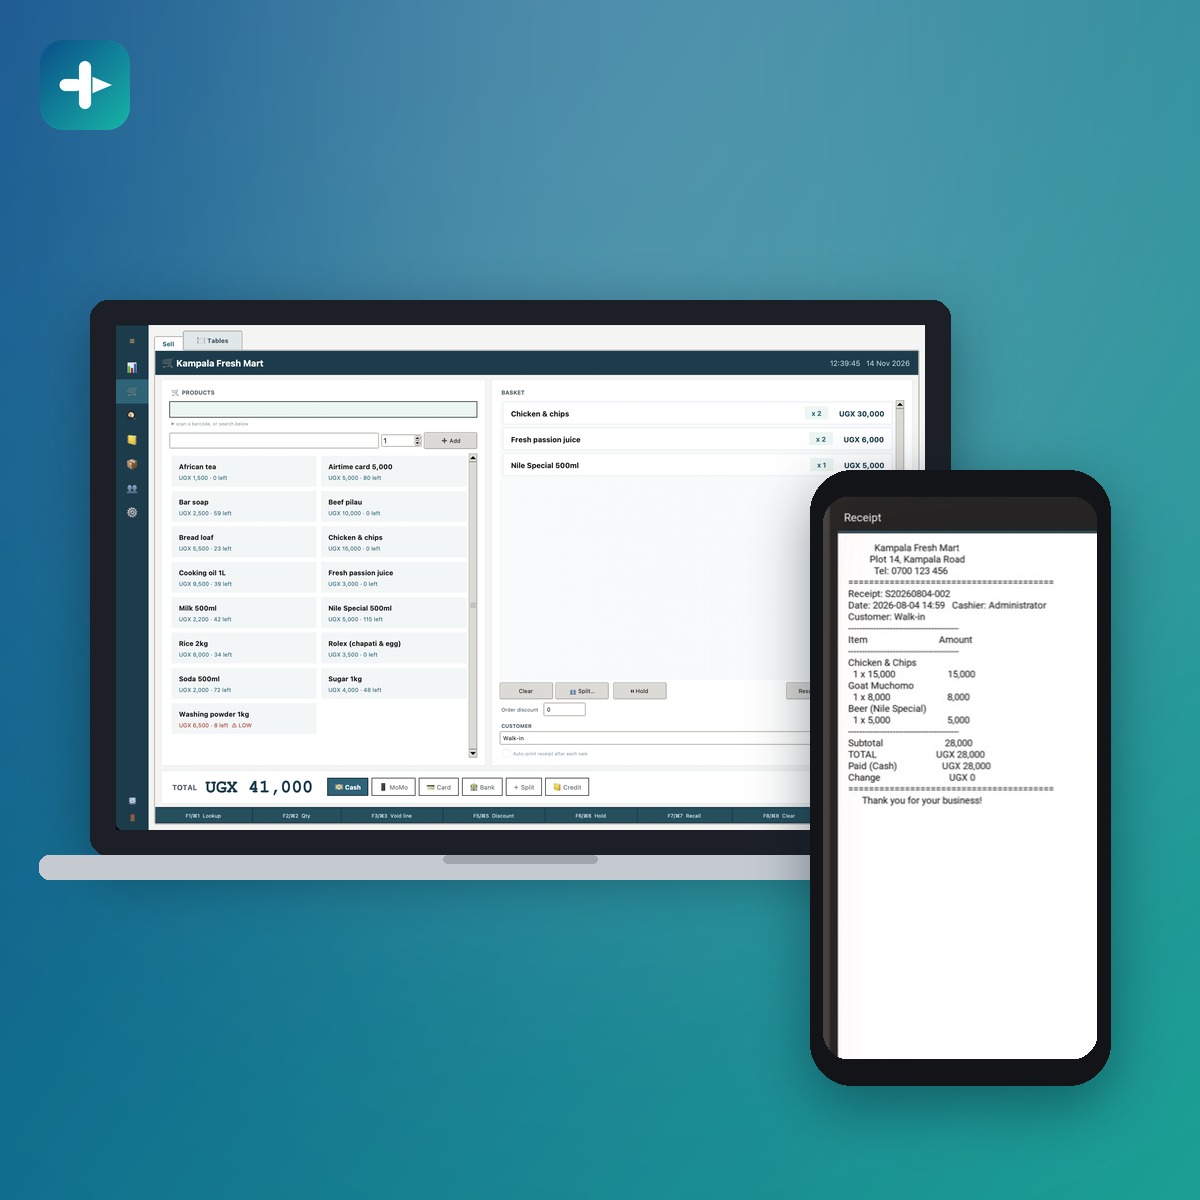 Sell
Tables
Kampala Fresh Mart
12:39:45 14 Nov 2026
PRODUCTS
scan a barcode, or search below
1
+ Add
African tea
UGX 1,500 · 0 left
Airtime card 5,000
UGX 5,000 · 80 left
Bar soap
UGX 2,500 · 59 left
Beef pilau
UGX 10,000 · 0 left
Bread loaf
UGX 5,500 · 23 left
Chicken & chips
UGX 15,000 · 0 left
Cooking oil 1L
UGX 9,500 · 39 left
Fresh passion juice
UGX 3,000 · 0 left
Milk 500ml
UGX 2,200 · 42 left
Nile Special 500ml
UGX 5,000 · 115 left
Rice 2kg
UGX 8,000 · 34 left
Rolex (chapati & egg)
UGX 3,500 · 0 left
Soda 500ml
UGX 2,000 · 72 left
Sugar 1kg
UGX 4,000 · 48 left
Washing powder 1kg
UGX 6,500 · 8 left ⚠ LOW
BASKET
Chicken & chips x 2 UGX 30,000
Fresh passion juice x 2 UGX 6,000
Nile Special 500ml x 1 UGX 5,000
Clear
Split...
Hold
Order discount 0
CUSTOMER
Walk-in
Auto-print receipt after each sale
TOTAL UGX 41,000
Cash
MoMo
Card
Bank
+ Split
Credit
F1/⌘1 Lookup
F2/⌘2 Qty
F3/⌘3 Void line
F5/⌘5 Discount
F6/⌘6 Hold
F7/⌘7 Recall
F8/⌘8 Clear
Receipt
Kampala Fresh Mart
Plot 14, Kampala Road
Tel: 0700 123 456
=====================================
Receipt: S20260804-002
Date: 2026-08-04 14:59 Cashier: Administrator
Customer: Walk-in
-------------------------------------
Item Amount
-------------------------------------
Chicken & Chips
1 x 15,000 15,000
Goat Muchomo
1 x 8,000 8,000
Beer (Nile Special)
1 x 5,000 5,000
-------------------------------------
Subtotal 28,000
TOTAL UGX 28,000
Paid (Cash) UGX 28,000
Change UGX 0
=====================================
Thank you for your business!